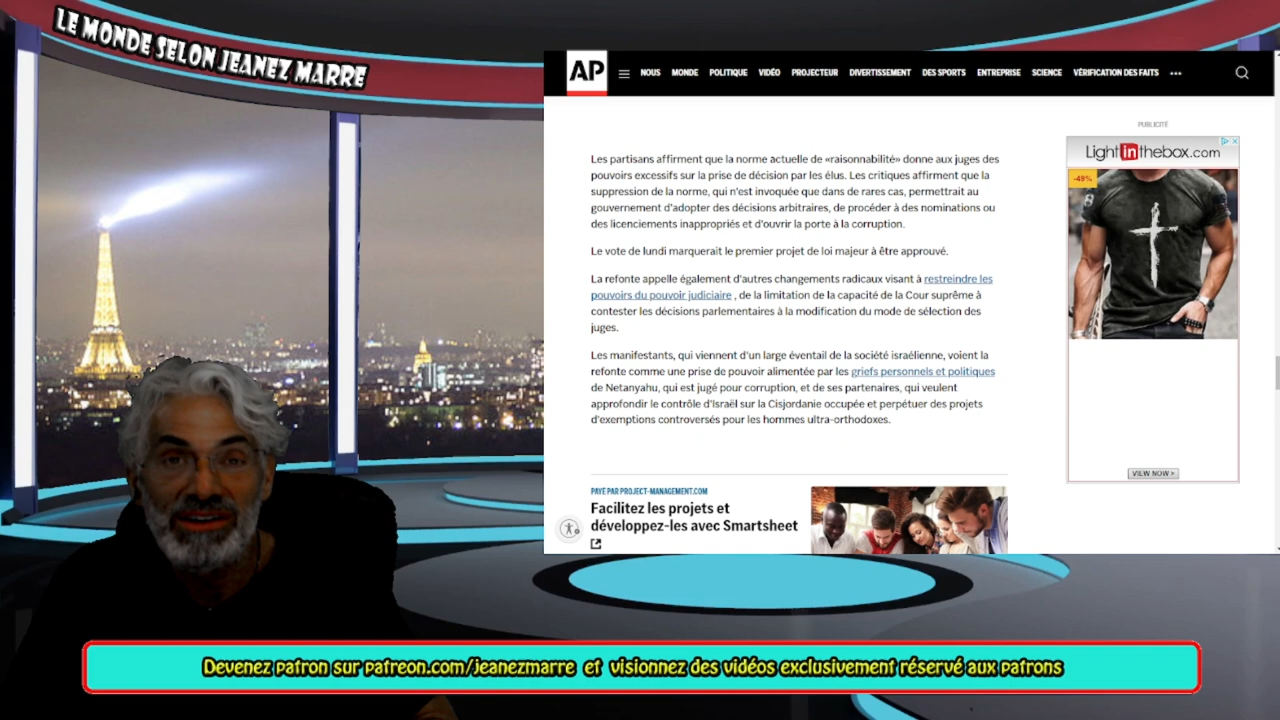 LE MONDE SELON JEANEZ MARRE
AP
NOUS MONDE POLITIQUE VIDÉO PROJECTEUR DIVERTISSEMENT DES SPORTS ENTREPRISE SCIENCE VÉRIFICATION DES FAITS ...
PUBLICITÉ
Lightinthebox.com
-49%
Les partisans affirment que la norme actuelle de «raisonnabilité» donne aux juges des
pouvoirs excessifs sur la prise de décision par les élus. Les critiques affirment que la
suppression de la norme, qui n'est invoquée que dans de rares cas, permettrait au
gouvernement d'adopter des décisions arbitraires, de procéder à des nominations ou
des licenciements inappropriés et d'ouvrir la porte à la corruption.
Le vote de lundi marquerait le premier projet de loi majeur à être approuvé.
La refonte appelle également d'autres changements radicaux visant à restreindre les
pouvoirs du pouvoir judiciaire , de la limitation de la capacité de la Cour suprême à
contester les décisions parlementaires à la modification du mode de sélection des
juges.
Les manifestants, qui viennent d'un large éventail de la société israélienne, voient la
refonte comme une prise de pouvoir alimentée par les griefs personnels et politiques
de Netanyahu, qui est jugé pour corruption, et de ses partenaires, qui veulent
approfondir le contrôle d'Israël sur la Cisjordanie occupée et perpétuer des projets
d'exemptions controversés pour les hommes ultra-orthodoxes.
VIEW NOW >
PAYÉ PAR PROJECT-MANAGEMENT.COM
Facilitez les projets et
développez-les avec Smartsheet
Devenez patron sur patreon.com/jeanezmarre et visionnez des vidéos exclusivement réservé aux patrons